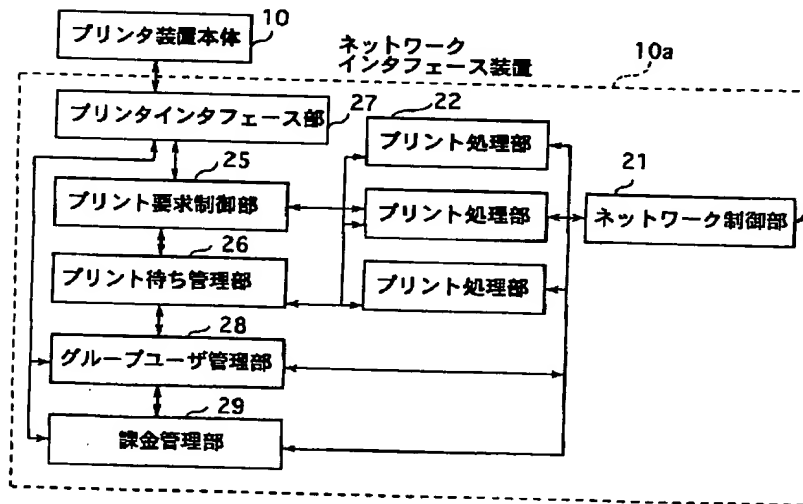 プリンタ装置本体
10
ネットワーク
インタフェース装置
10a
プリンタインタフェース部
27
22
プリント処理部
25
21
プリント要求制御部
プリント処理部
ネットワーク制御部
26
プリント待ち管理部
プリント処理部
28
グループユーザ管理部
29
課金管理部